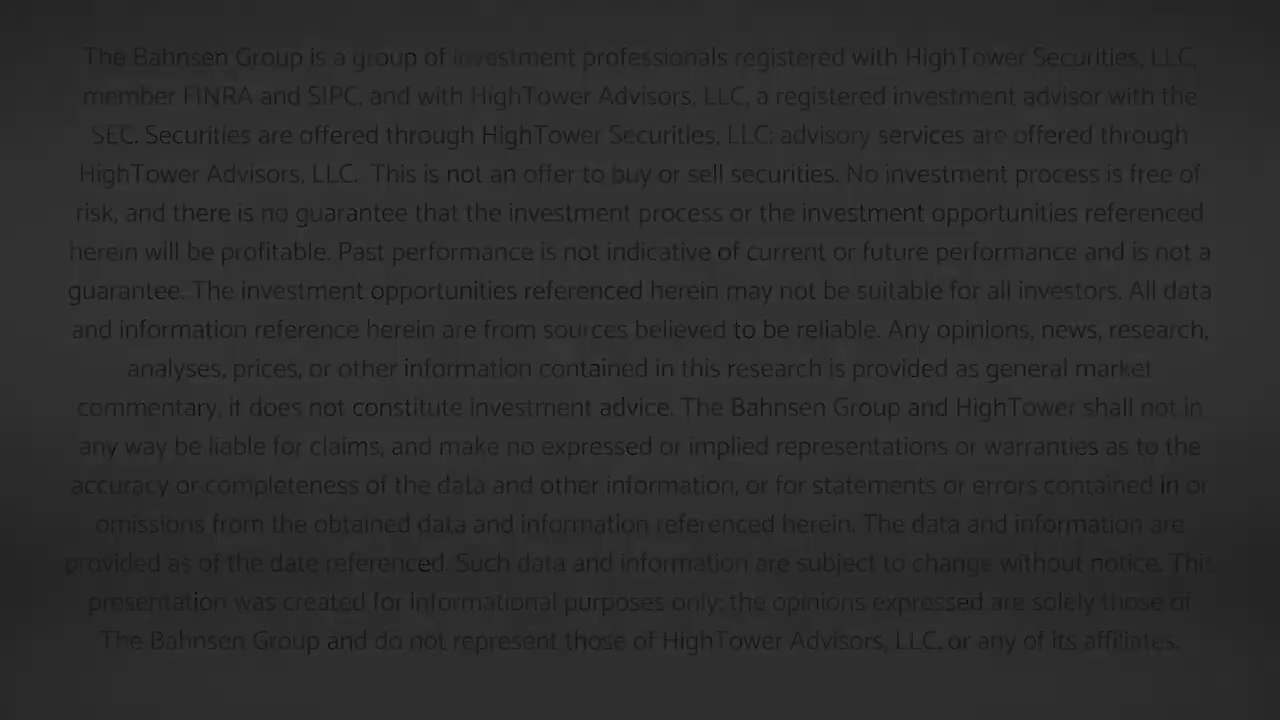 The Bahnsen Group is a group of investment professionals registered with HighTower Securities, LLC,
member FINRA and SIPC, and with HighTower Advisors, LLC, a registered investment advisor with the
SEC. Securities are offered through HighTower Securities, LLC; advisory services are offered through
HighTower Advisors, LLC. This is not an offer to buy or sell securities. No investment process is free of
risk, and there is no guarantee that the investment process or the investment opportunities referenced
herein will be profitable. Past performance is not indicative of current or future performance and is not a
guarantee. The investment opportunities referenced herein may not be suitable for all investors. All data
and information reference herein are from sources believed to be reliable. Any opinions, news, research,
analyses, prices, or other information contained in this research is provided as general market
commentary, it does not constitute investment advice. The Bahnsen Group and HighTower shall not in
any way be liable for claims, and make no expressed or implied representations or warranties as to the
accuracy or completeness of the data and other information, or for statements or errors contained in or
omissions from the obtained data and information referenced herein. The data and information are
provided as of the date referenced. Such data and information are subject to change without notice. This
presentation was created for informational purposes only; the opinions expressed are solely those of
The Bahnsen Group and do not represent those of HighTower Advisors, LLC, or any of its affiliates.